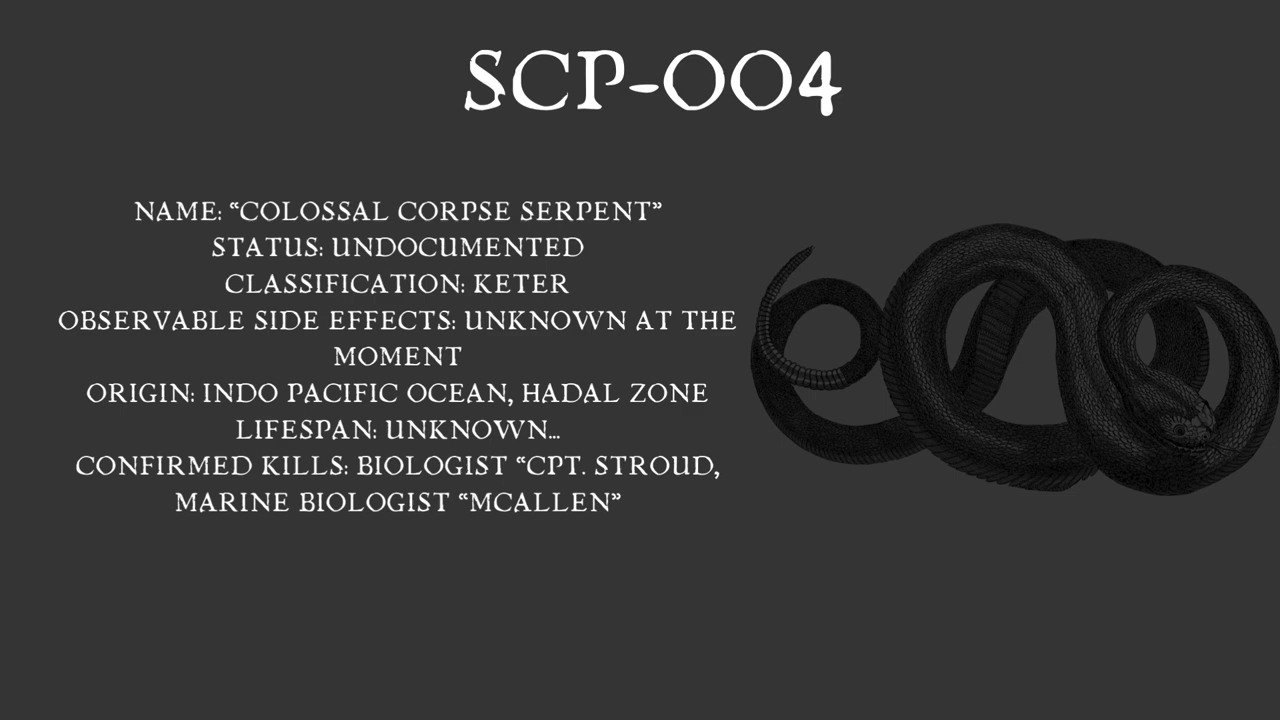 SCP-004
NAME: “COLOSSAL CORPSE SERPENT”
STATUS: UNDOCUMENTED
CLASSIFICATION: KETER
OBSERVABLE SIDE EFFECTS: UNKNOWN AT THE
MOMENT
ORIGIN: INDO PACIFIC OCEAN, HADAL ZONE
LIFESPAN: UNKNOWN...
CONFIRMED KILLS: BIOLOGIST “CPT. STROUD,
MARINE BIOLOGIST “MCALLEN”